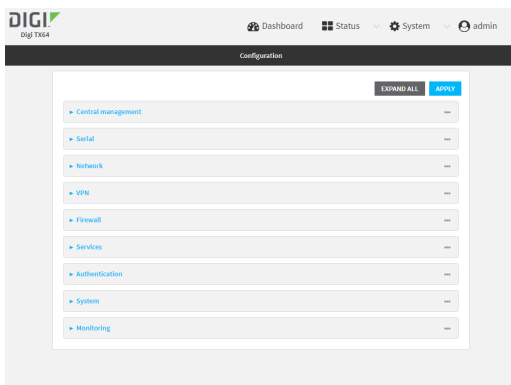 DIGI
Digi TX64
Dashboard Status System admin
Configuration
EXPAND ALL APPLY
Central management
Serial
Network
VPN
Firewall
Services
Authentication
System
Monitoring